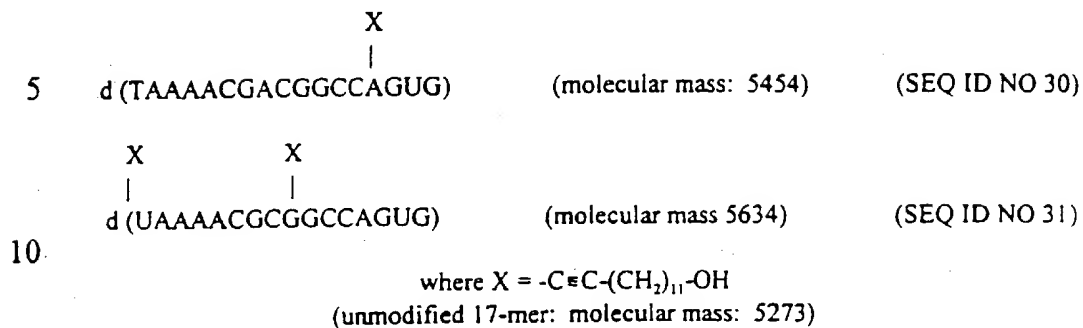 X
|
5 d (TAAAACGACGGCCAGUG) (molecular mass: 5454) (SEQ ID NO 30)
X X
| |
d (UAAAACGCGGCCAGUG) (molecular mass 5634) (SEQ ID NO 31)
10
where X = -C≡C-(CH₂)₁₁-OH
(unmodified 17-mer: molecular mass: 5273)